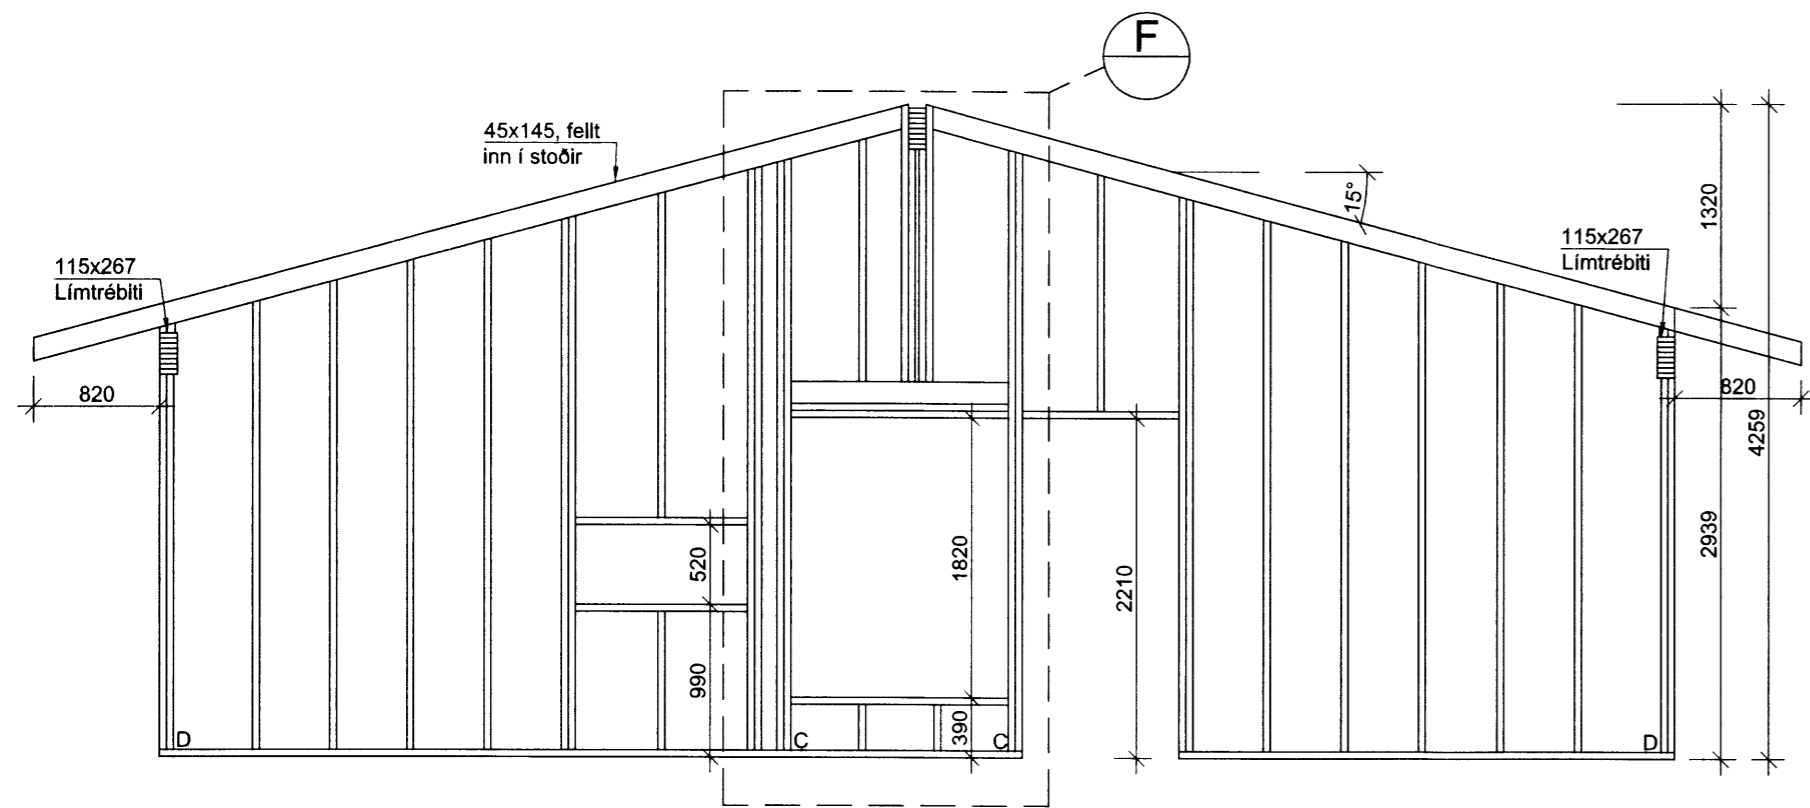 F
45x145, fellt
inn í stoðir
15°
1320
115x267
Límtrébiti
115x267
Límtrébiti
820
820
4259
2939
520
1820
2210
990
390
D
C
C
D